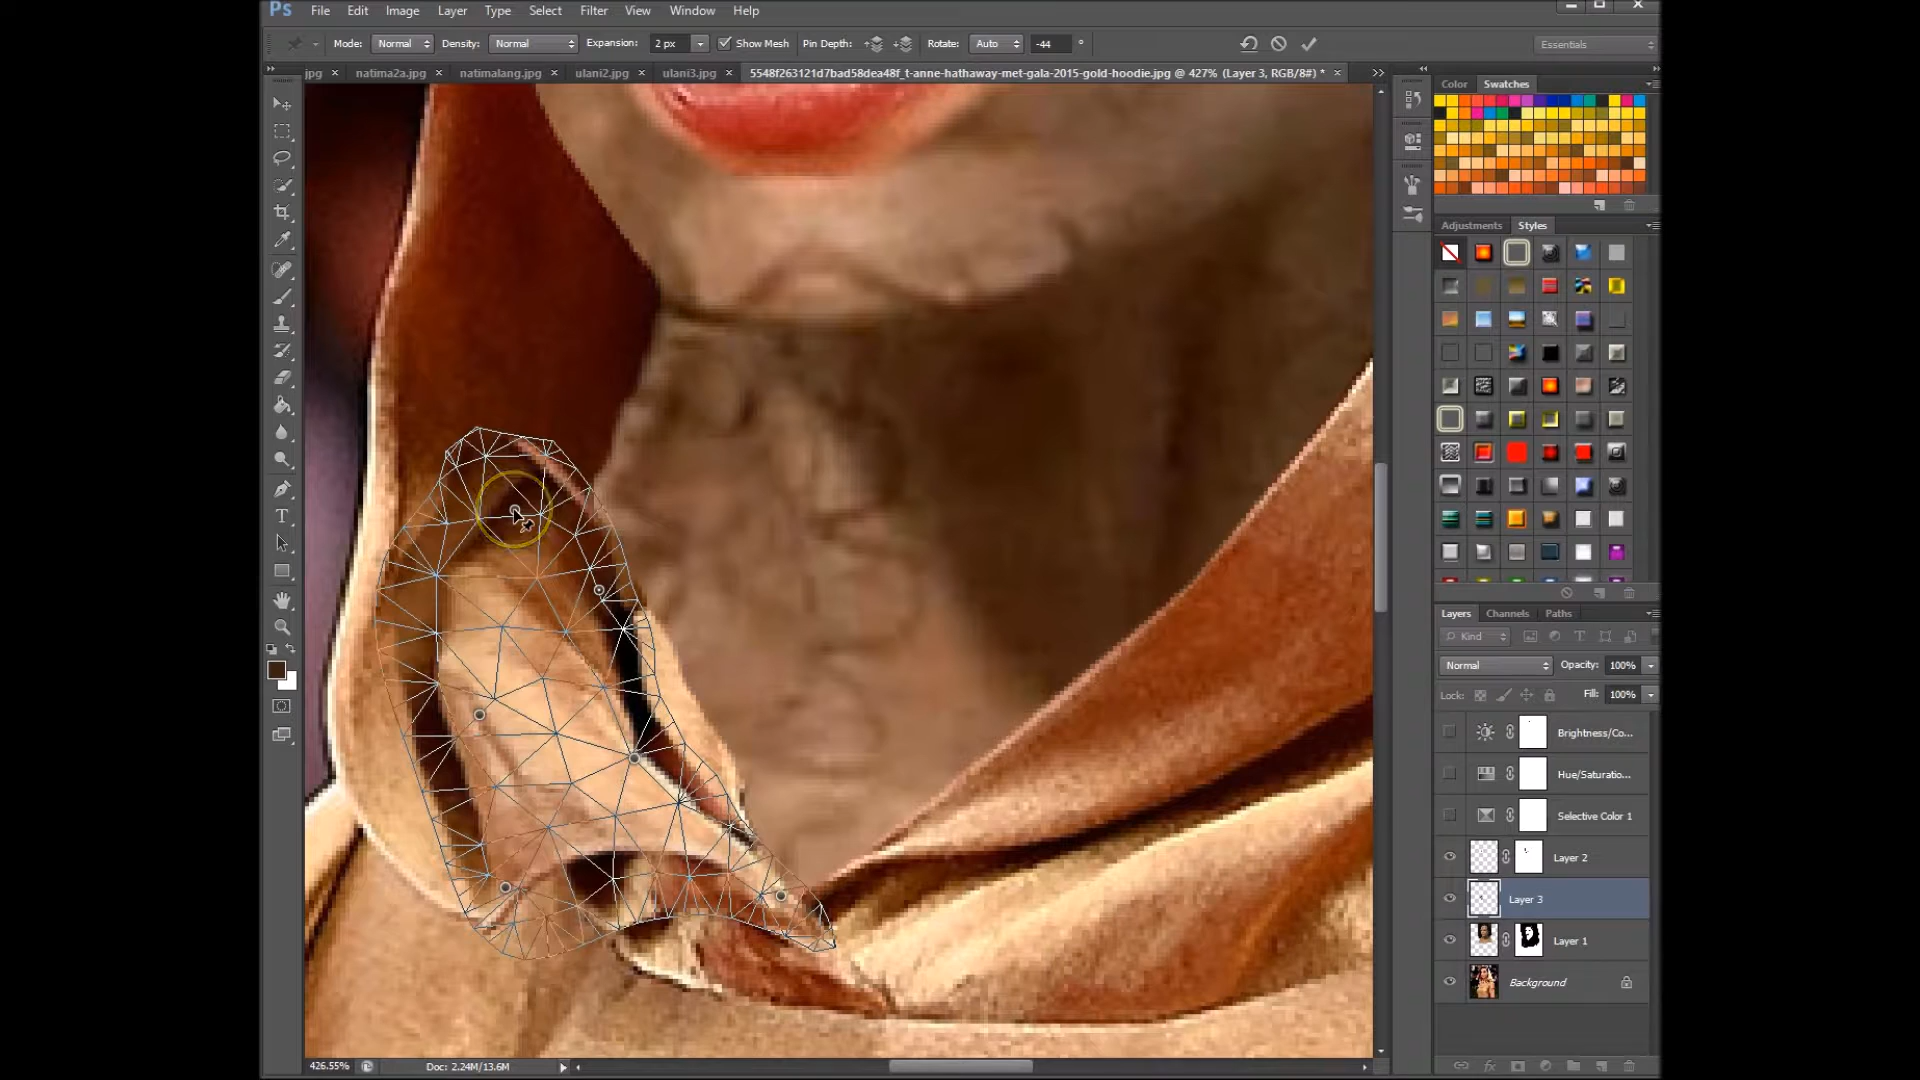 Ps File Edit Image Layer Type Select Filter View Window Help
Mode: Normal Density: Normal Expansion: 2 px Show Mesh Pin Depth: Rotate: Auto -44 ° Essentials
jpg × natima2a.jpg × natimalang.jpg × ulani2.jpg × ulani3.jpg × 5548f263121d7bad58dea48f_t-anne-hathaway-met-gala-2015-gold-hoodie.jpg @ 427% (Layer 3, RGB/8#) * ×
Color Swatches
Adjustments Styles
Layers Channels Paths
Kind
Normal Opacity: 100%
Lock: Fill: 100%
Brightness/Co...
Hue/Saturatio...
Selective Color 1
Layer 2
Layer 3
Layer 1
Background
426.55% Doc: 2.24M/13.6M